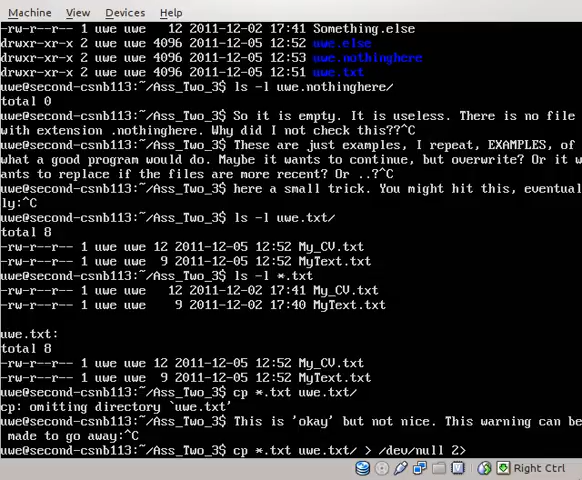 Machine View Devices Help
-rw-r--r-- 1 uwe uwe   12 2011-12-02 17:41 Something.else
drwxr-xr-x 2 uwe uwe 4096 2011-12-05 12:52 uwe.else
drwxr-xr-x 2 uwe uwe 4096 2011-12-05 12:53 uwe.nothinghere
drwxr-xr-x 2 uwe uwe 4096 2011-12-05 12:51 uwe.txt
uwe@second-csnb113:~/Ass_Two_3$ ls -l uwe.nothinghere/
total 0
uwe@second-csnb113:~/Ass_Two_3$ So it is empty. It is useless. There is no file
with extension .nothinghere. Why did I not check this??^C
uwe@second-csnb113:~/Ass_Two_3$ These are just examples, I repeat, EXAMPLES, of
what a good program would do. Maybe it wants to continue, but overwrite? Or it w
ants to replace if the files are more recent? Or ..?^C
uwe@second-csnb113:~/Ass_Two_3$ here a small trick. You might hit this, eventual
ly:^C
uwe@second-csnb113:~/Ass_Two_3$ ls -l uwe.txt/
total 8
-rw-r--r-- 1 uwe uwe 12 2011-12-05 12:52 My_CV.txt
-rw-r--r-- 1 uwe uwe  9 2011-12-05 12:52 MyText.txt
uwe@second-csnb113:~/Ass_Two_3$ ls -l *.txt
-rw-r--r-- 1 uwe uwe   12 2011-12-02 17:41 My_CV.txt
-rw-r--r-- 1 uwe uwe    9 2011-12-02 17:40 MyText.txt

uwe.txt:
total 8
-rw-r--r-- 1 uwe uwe 12 2011-12-05 12:52 My_CV.txt
-rw-r--r-- 1 uwe uwe  9 2011-12-05 12:52 MyText.txt
uwe@second-csnb113:~/Ass_Two_3$ cp *.txt uwe.txt/
cp: omitting directory `uwe.txt'
uwe@second-csnb113:~/Ass_Two_3$ This is 'okay' but not nice. This warning can be
 made to go away:^C
uwe@second-csnb113:~/Ass_Two_3$ cp *.txt uwe.txt/ > /dev/null 2>
Right Ctrl